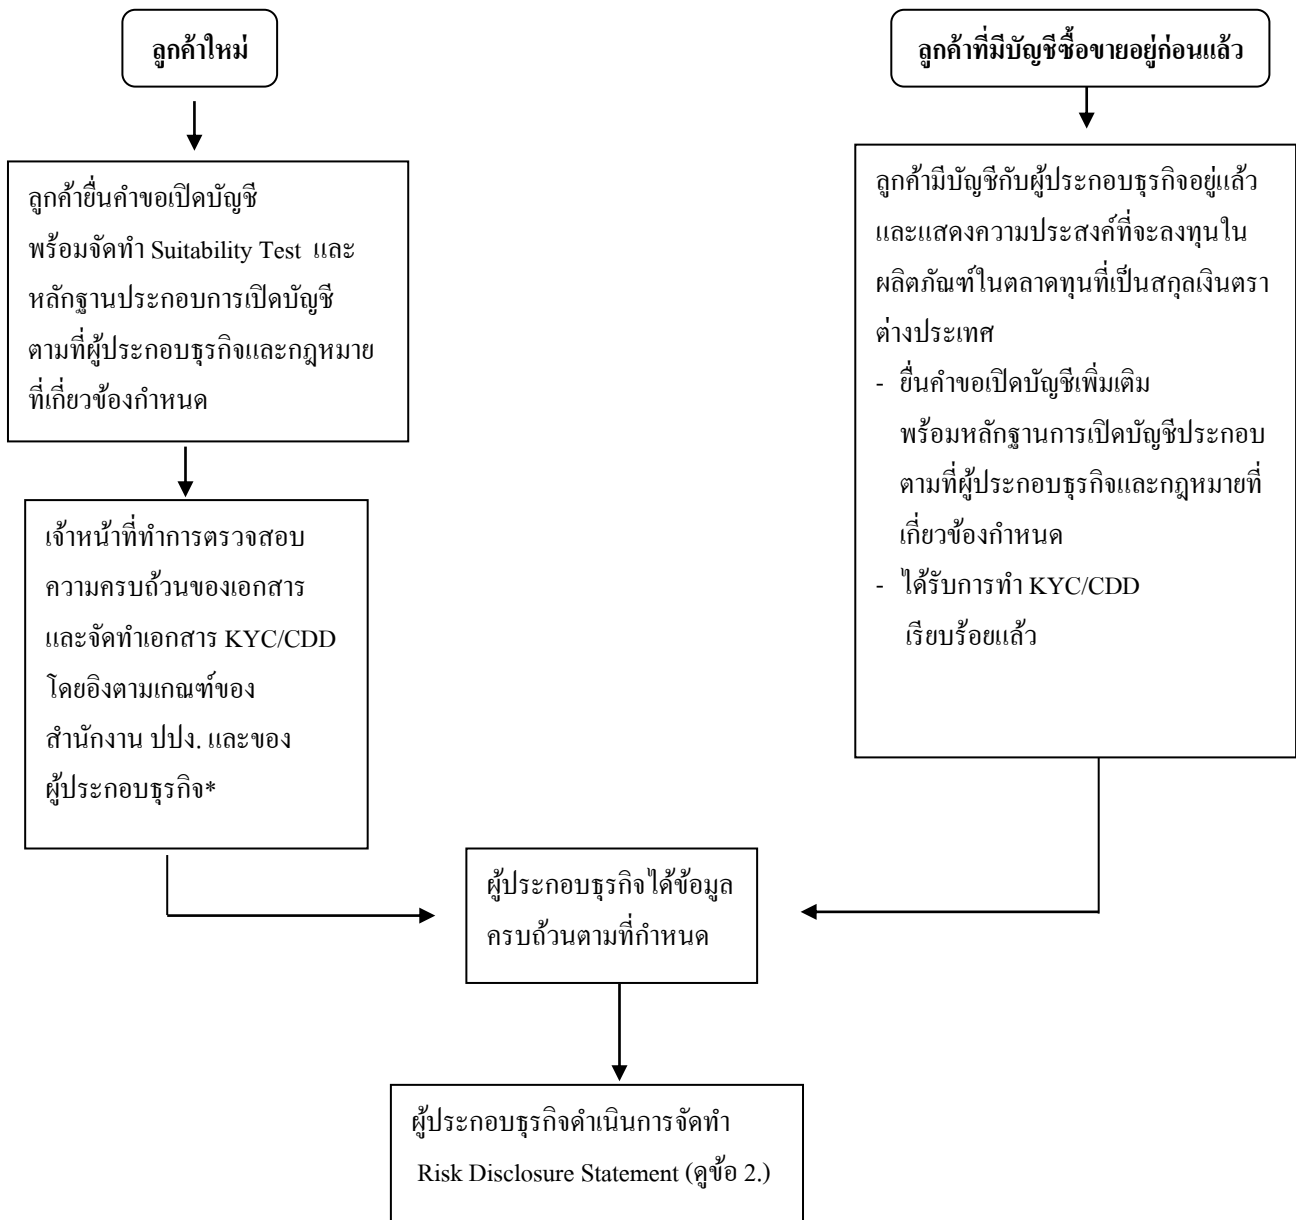 ลูกค้าใหม่
ลูกค้ายื่นคำขอเปิดบัญชี
พร้อมจัดทำ Suitability Test และ
หลักฐานประกอบการเปิดบัญชี
ตามที่ผู้ประกอบธุรกิจและกฎหมาย
ที่เกี่ยวข้องกำหนด
เจ้าหน้าที่ทำการตรวจสอบ
ความครบถ้วนของเอกสาร
และจัดทำเอกสาร KYC/CDD
โดยอิงตามเกณฑ์ของ
สำนักงาน ปปง. และของ
ผู้ประกอบธุรกิจ*
ลูกค้าที่มีบัญชีซื้อขายอยู่ก่อนแล้ว
ลูกค้ามีบัญชีกับผู้ประกอบธุรกิจอยู่แล้ว
และแสดงความประสงค์ที่จะลงทุนใน
ผลิตภัณฑ์ในตลาดทุนที่เป็นสกุลเงินตรา
ต่างประเทศ
- ยื่นคำขอเปิดบัญชีเพิ่มเติม
พร้อมหลักฐานการเปิดบัญชีประกอบ
ตามที่ผู้ประกอบธุรกิจและกฎหมายที่
เกี่ยวข้องกำหนด
- ได้รับการทำ KYC/CDD
เรียบร้อยแล้ว
ผู้ประกอบธุรกิจได้ข้อมูล
ครบถ้วนตามที่กำหนด
ผู้ประกอบธุรกิจดำเนินการจัดทำ
Risk Disclosure Statement (ดูข้อ 2.)